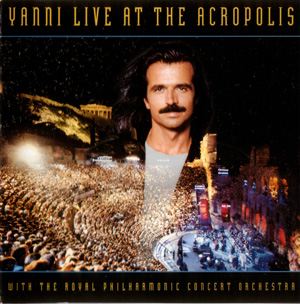 YANNI LIVE AT THE ACROPOLIS
WITH THE ROYAL PHILHARMONIC CONCERT ORCHESTRA